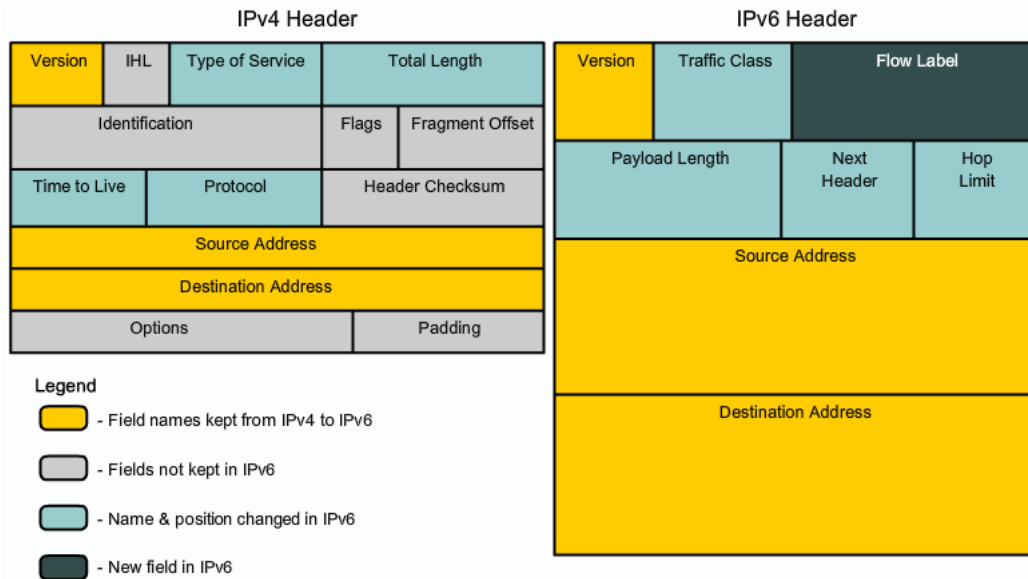 IPv4 Header
Version IHL Type of Service Total Length
Identification Flags Fragment Offset
Time to Live Protocol Header Checksum
Source Address
Destination Address
Options Padding
Legend
- Field names kept from IPv4 to IPv6
- Fields not kept in IPv6
- Name & position changed in IPv6
- New field in IPv6
IPv6 Header
Version Traffic Class Flow Label
Payload Length Next Header Hop Limit
Source Address
Destination Address